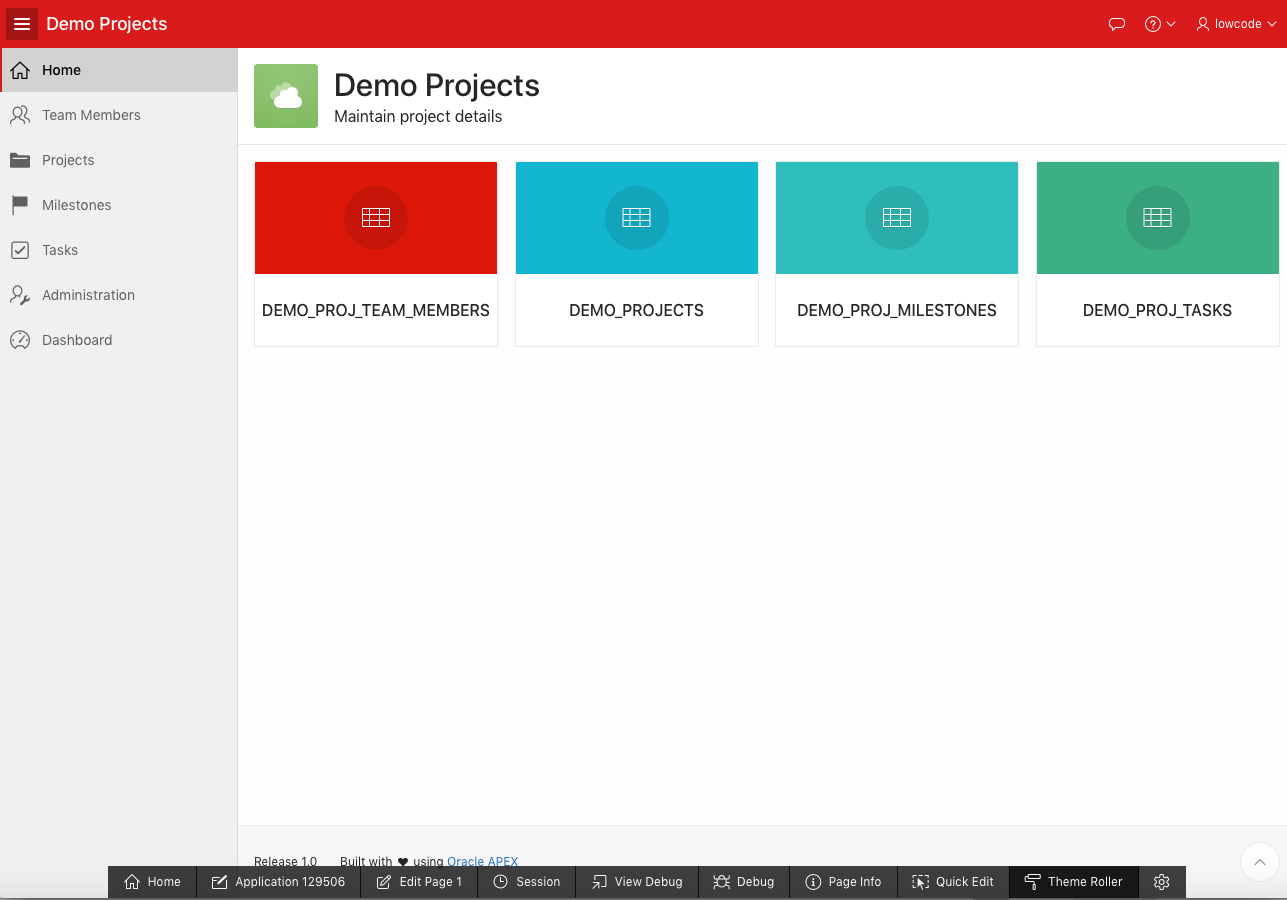 Demo Projects
lowcode
Home
Team Members
Projects
Milestones
Tasks
Administration
Dashboard
Demo Projects
Maintain project details
DEMO_PROJ_TEAM_MEMBERS
DEMO_PROJECTS
DEMO_PROJ_MILESTONES
DEMO_PROJ_TASKS
Release 1.0 Built with ♥ using Oracle APEX
Home Application 129506 Edit Page 1 Session View Debug Debug Page Info Quick Edit Theme Roller